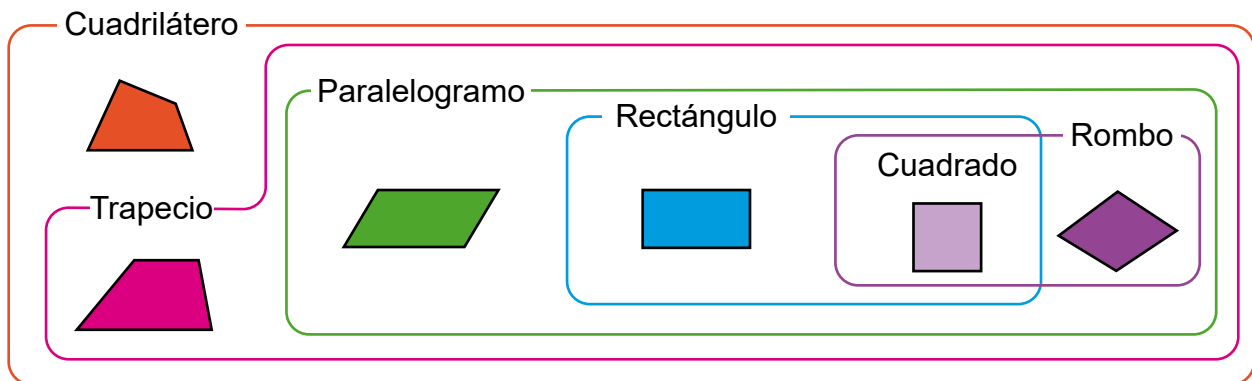 Cuadrilátero
Paralelogramo
Rectángulo
Rombo
Cuadrado
Trapecio